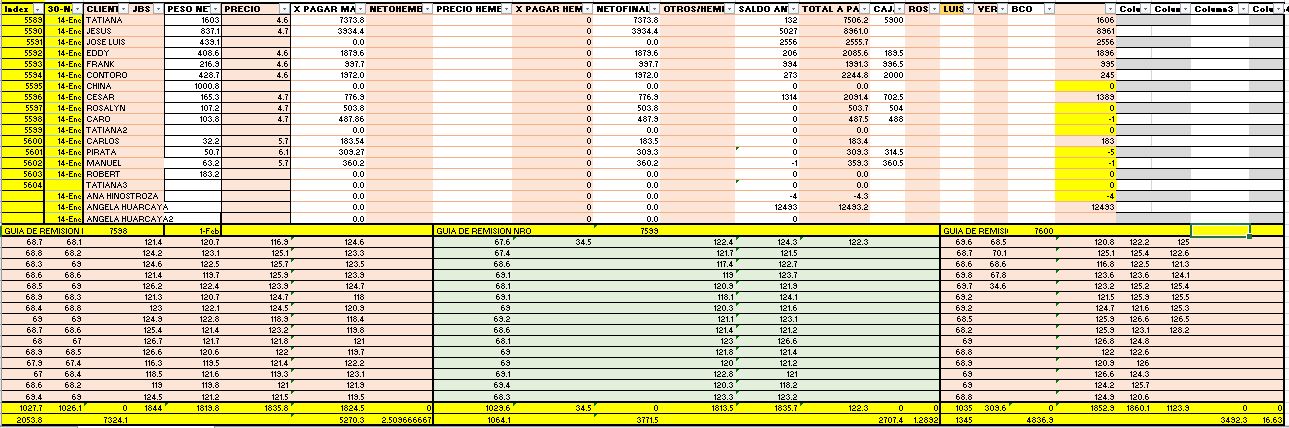 Index 30-N CLIENT JBS PESO NE PRECIO X PAGAR MA NETOHEMB PRECIO HEME X PAGAR HEM NETOFINAL OTROS/HEMI SALDO AN TOTAL A PA CAJ ROS LUIS YER BCO Colu Colu Column3 Colu
5589 14-Ene TATIANA 1603 4.6 7373.8 0 7373.8 132 7506.2 5900 1606
5590 14-Ene JESUS 837.1 4.7 3934.4 0 3934.4 5027 8961.0 8961
5591 14-Ene JOSE LUIS 439.1 0.0 0 0.0 2556 2555.7 2556
5592 14-Ene EDDY 408.6 4.6 1879.6 0 1879.6 206 2085.6 189.5 1896
5593 14-Ene FRANK 216.9 4.6 997.7 0 997.7 994 1991.3 996.5 995
5594 14-Ene CONTORO 428.7 4.6 1972.0 0 1972.0 273 2244.8 2000 245
5595 14-Ene CHINA 1000.8 0.0 0 0.0 0 0.0 0
5596 14-Ene CESAR 165.3 4.7 776.9 0 776.9 1314 2091.4 702.5 1389
5597 14-Ene ROSALYN 107.2 4.7 503.8 0 503.8 0 503.7 504 0
5598 14-Ene CARO 103.8 4.7 487.86 0 487.9 0 487.5 488 -1
5599 14-Ene TATIANA2 0.0 0 0.0 0 0.0 0
5600 14-Ene CARLOS 32.2 5.7 183.54 0 183.5 0 183.4 183
5601 14-Ene PIRATA 50.7 6.1 309.27 0 309.3 0 309.3 314.5 -5
5602 14-Ene MANUEL 63.2 5.7 360.2 0 360.2 -1 359.3 360.5 -1
5603 14-Ene ROBERT 183.2 0.0 0 0.0 0 0.0 0
5604 TATIANA3 0.0 0 0.0 0 0.0 0
14-Ene ANA HINOSTROZA 0.0 0 0.0 -4 -4.3 -4
14-Ene ANGELA HUARCAYA 0.0 0 0.0 12493 12493.2 12493
14-Ene ANGELA HUARCAYA2 0.0 0 0.0 0
GUIA DE REMISION 7598 1-Feb GUIA DE REMISION NRO 7599 GUIA DE REMISI 7600
68.7 68.1 121.4 120.7 116.9 124.6 67.6 34.5 122.4 124.3 122.3 69.6 68.5 120.8 122.2 125
68.8 68.2 124.2 123.1 125.1 123.5 67.4 121.7 121.5 68.7 70.1 125.1 125.4 122.6
68.3 69 124.6 122.5 125.7 123.5 68.6 117.4 122.7 68.6 68.6 116.8 122.5 121.3
68.6 68.6 121.4 119.7 125.9 123.9 69.1 119 123.7 69.8 67.8 123.6 123.6 124.1
68.5 69 126.2 122.4 123.9 124.7 68.1 120.9 121.9 69.7 34.6 123.2 125.2 125.4
68.9 68.3 121.3 120.7 124.7 118 68.1 118.1 124.1 69.2 121.5 125.9 125.5
68.4 68.8 123 122.1 124.5 120.9 69 120.3 121.6 69.2 124.7 121.6 125.3
69 69 124.9 122.8 118.9 118.4 69.2 121.1 123.1 68.5 125.9 126.6 126.5
68.7 68.6 125.4 121.4 123.2 119.8 68.6 121.4 121.2 68.2 125.9 123.1 128.2
68 67 126.7 121.7 121.8 121 68.1 123 126.6 69 126.8 124.8
68.9 68.5 126.6 120.6 122 119.7 69 121.8 121.4 68.8 122 122.6
67.9 67.4 116.3 119.5 121.4 122.2 69 120 121.2 68.9 120.9 126
67 68.4 118.5 121.6 119.3 121.1 69.1 122.8 121 69 126.6 124.3
68.6 68.2 119 119.8 121 121.9 69.4 120.3 118.2 69 124.2 125.7
69.4 69 124.5 121.2 121.5 119.5 68.3 123.3 123.2 68.8 124.9 120.6
1027.7 1026.1 0 1844 1819.8 1835.8 1824.5 0 1029.6 34.5 0 1813.5 1835.7 122.3 0 0 1035 309.6 0 1852.9 1860.1 1123.9 0 0
2053.8 7324.1 5270.3 2.509666667 1064.1 3771.5 2707.4 1.2892 1345 4836.9 3492.3 16.63